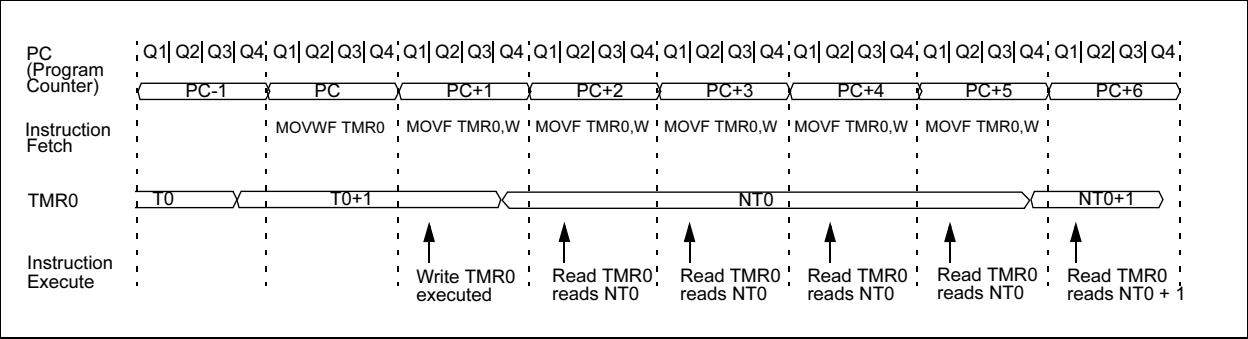 PC
(Program
Counter)
Q1 Q2 Q3 Q4 Q1 Q2 Q3 Q4 Q1 Q2 Q3 Q4 Q1 Q2 Q3 Q4 Q1 Q2 Q3 Q4 Q1 Q2 Q3 Q4 Q1 Q2 Q3 Q4 Q1 Q2 Q3 Q4
PC-1 PC PC+1 PC+2 PC+3 PC+4 PC+5 PC+6
Instruction
Fetch
MOVWF TMR0 MOVF TMR0,W MOVF TMR0,W MOVF TMR0,W MOVF TMR0,W MOVF TMR0,W
TMR0
T0 T0+1 NT0 NT0+1
Instruction
Execute
Write TMR0
executed
Read TMR0
reads NT0
Read TMR0
reads NT0
Read TMR0
reads NT0
Read TMR0
reads NT0
Read TMR0
reads NT0 + 1